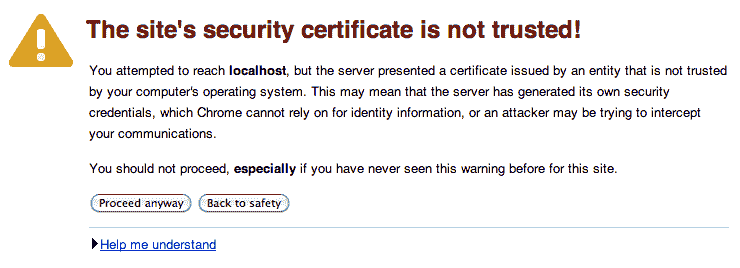 The site's security certificate is not trusted!
You attempted to reach localhost, but the server presented a certificate issued by an entity that is not trusted
by your computer's operating system. This may mean that the server has generated its own security
credentials, which Chrome cannot rely on for identity information, or an attacker may be trying to intercept
your communications.
You should not proceed, especially if you have never seen this warning before for this site.
Proceed anyway Back to safety
Help me understand